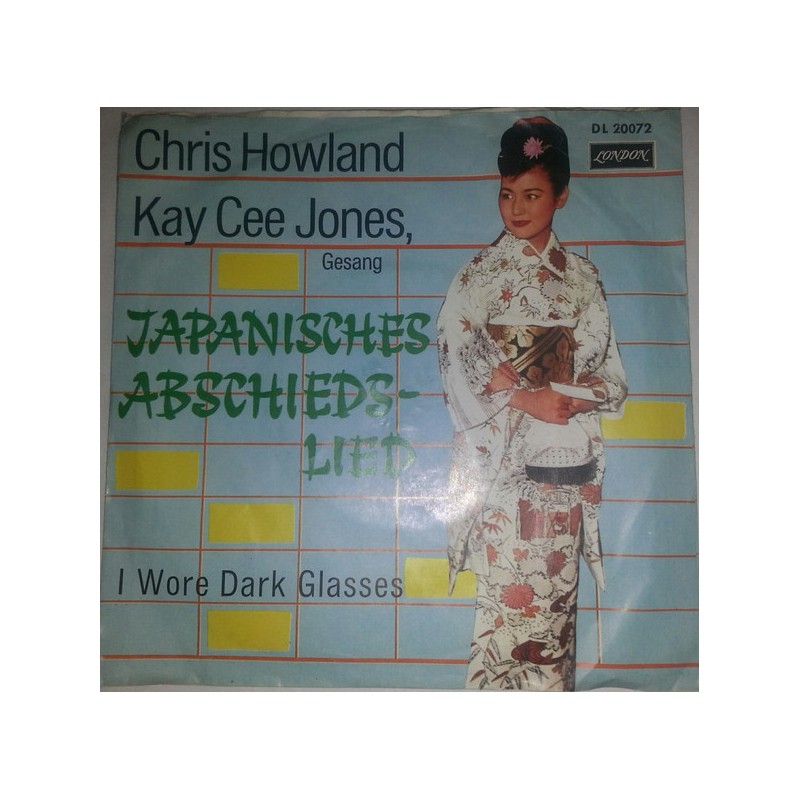 Chris Howland
DL 20072
LONDON
Kay Cee Jones,
Gesang
JAPANISCHES
ABSCHIEDS-
LIED
I Wore Dark Glasses